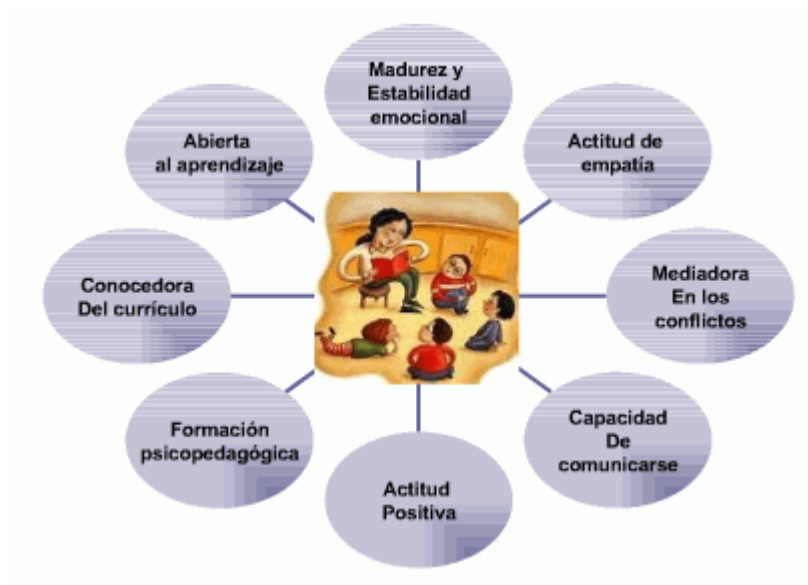 Madurez y
Estabilidad
emocional
Actitud de
empatía
Mediadora
En los
conflictos
Capacidad
De
comunicarse
Actitud
Positiva
Formación
psicopedagógica
Conocedora
Del currículo
Abierta
al aprendizaje